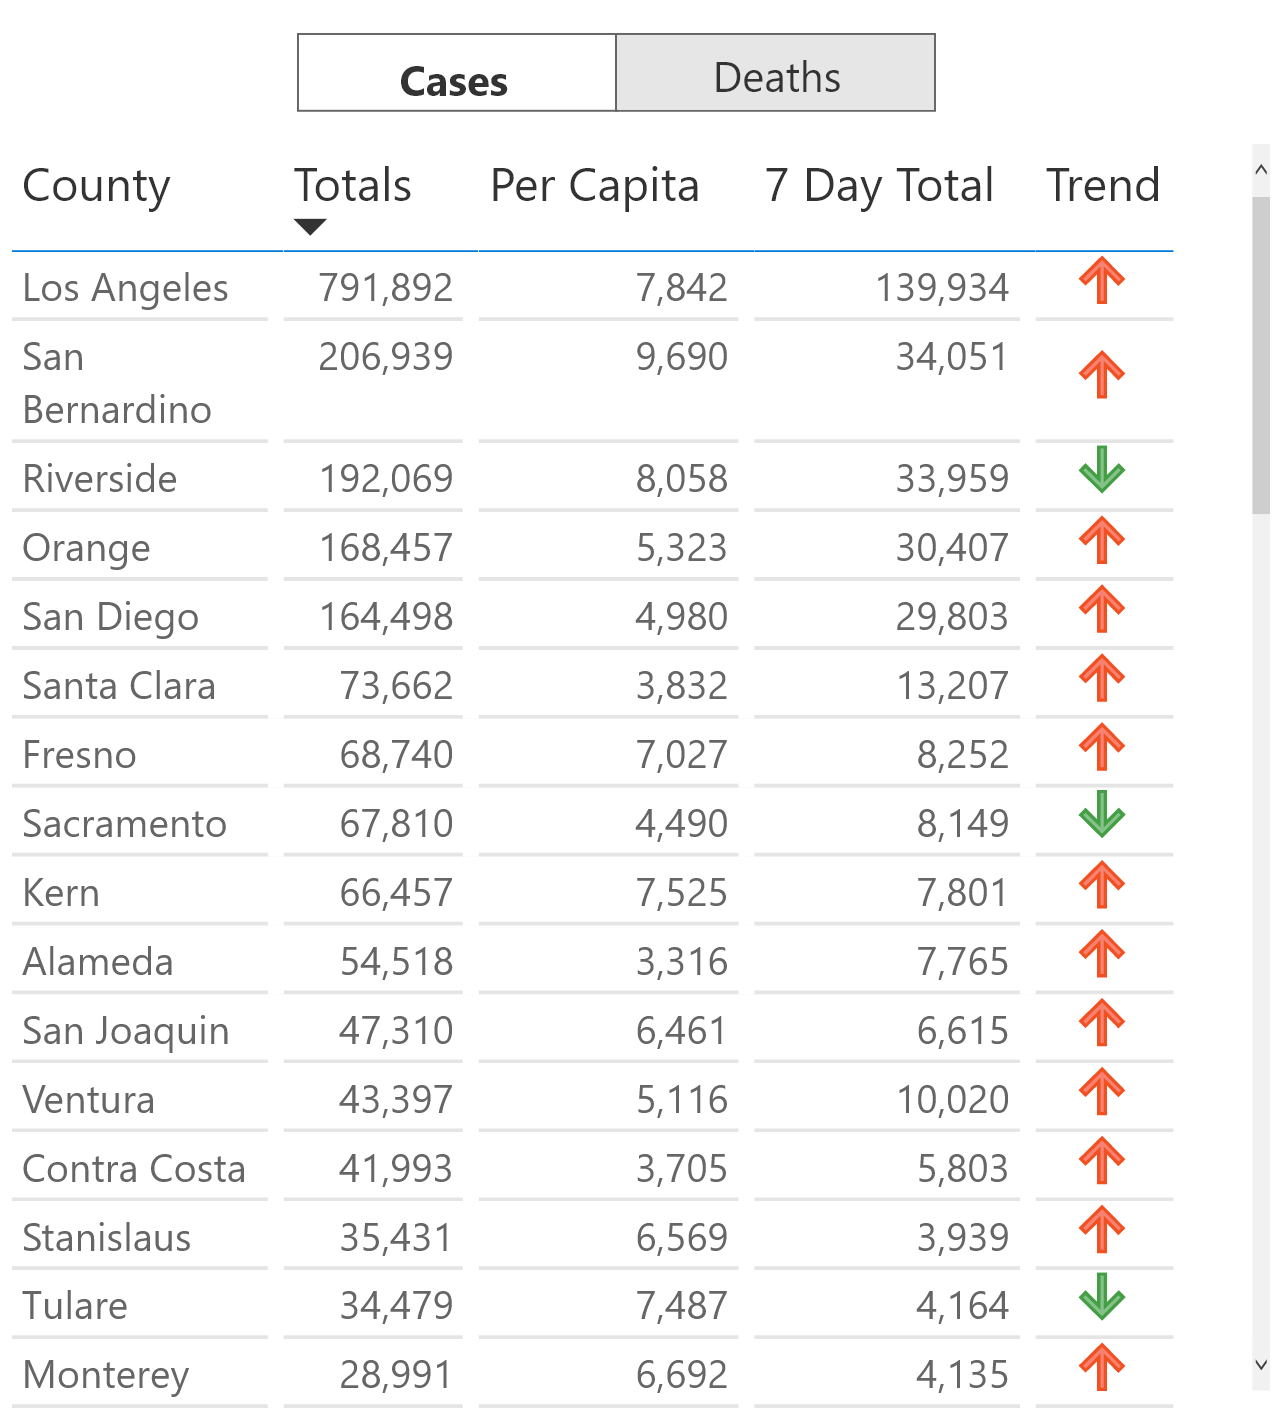 Cases Deaths
County Totals Per Capita 7 Day Total Trend
Los Angeles 791,892 7,842 139,934
San 206,939 9,690 34,051
Bernardino
Riverside 192,069 8,058 33,959
Orange 168,457 5,323 30,407
San Diego 164,498 4,980 29,803
Santa Clara 73,662 3,832 13,207
Fresno 68,740 7,027 8,252
Sacramento 67,810 4,490 8,149
Kern 66,457 7,525 7,801
Alameda 54,518 3,316 7,765
San Joaquin 47,310 6,461 6,615
Ventura 43,397 5,116 10,020
Contra Costa 41,993 3,705 5,803
Stanislaus 35,431 6,569 3,939
Tulare 34,479 7,487 4,164
Monterey 28,991 6,692 4,135